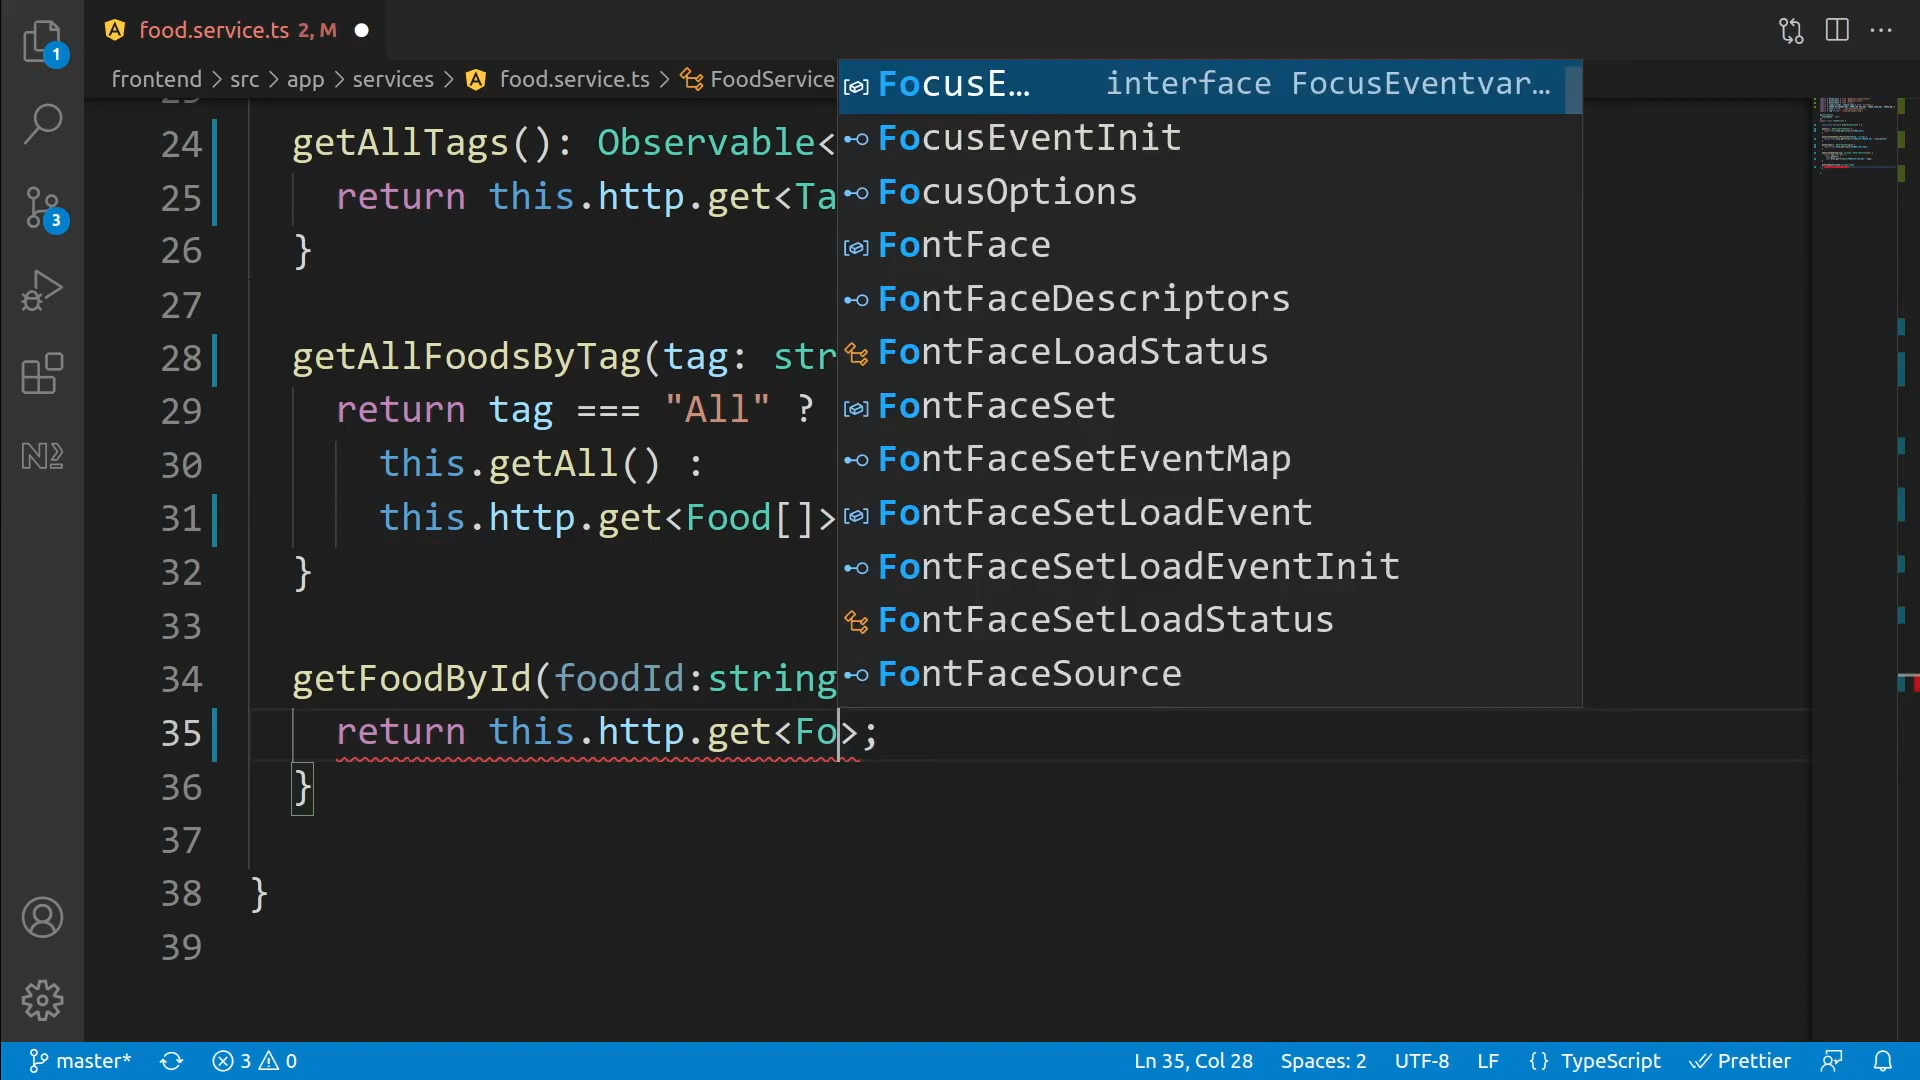 food.service.ts 2, M
frontend > src > app > services > food.service.ts > FoodService
1
3
24 getAllTags(): Observable<
25 return this.http.get<Ta
26 }
27
28 getAllFoodsByTag(tag: str
29 return tag === "All" ?
30 this.getAll() :
31 this.http.get<Food[]>
32 }
33
34 getFoodById(foodId:string
35 return this.http.get<Fo>;
36 }
37
38 }
39
FocusE… interface FocusEventvar…
FocusEventInit
FocusOptions
FontFace
FontFaceDescriptors
FontFaceLoadStatus
FontFaceSet
FontFaceSetEventMap
FontFaceSetLoadEvent
FontFaceSetLoadEventInit
FontFaceSetLoadStatus
FontFaceSource
master* 3 0 Ln 35, Col 28 Spaces: 2 UTF-8 LF {} TypeScript Prettier